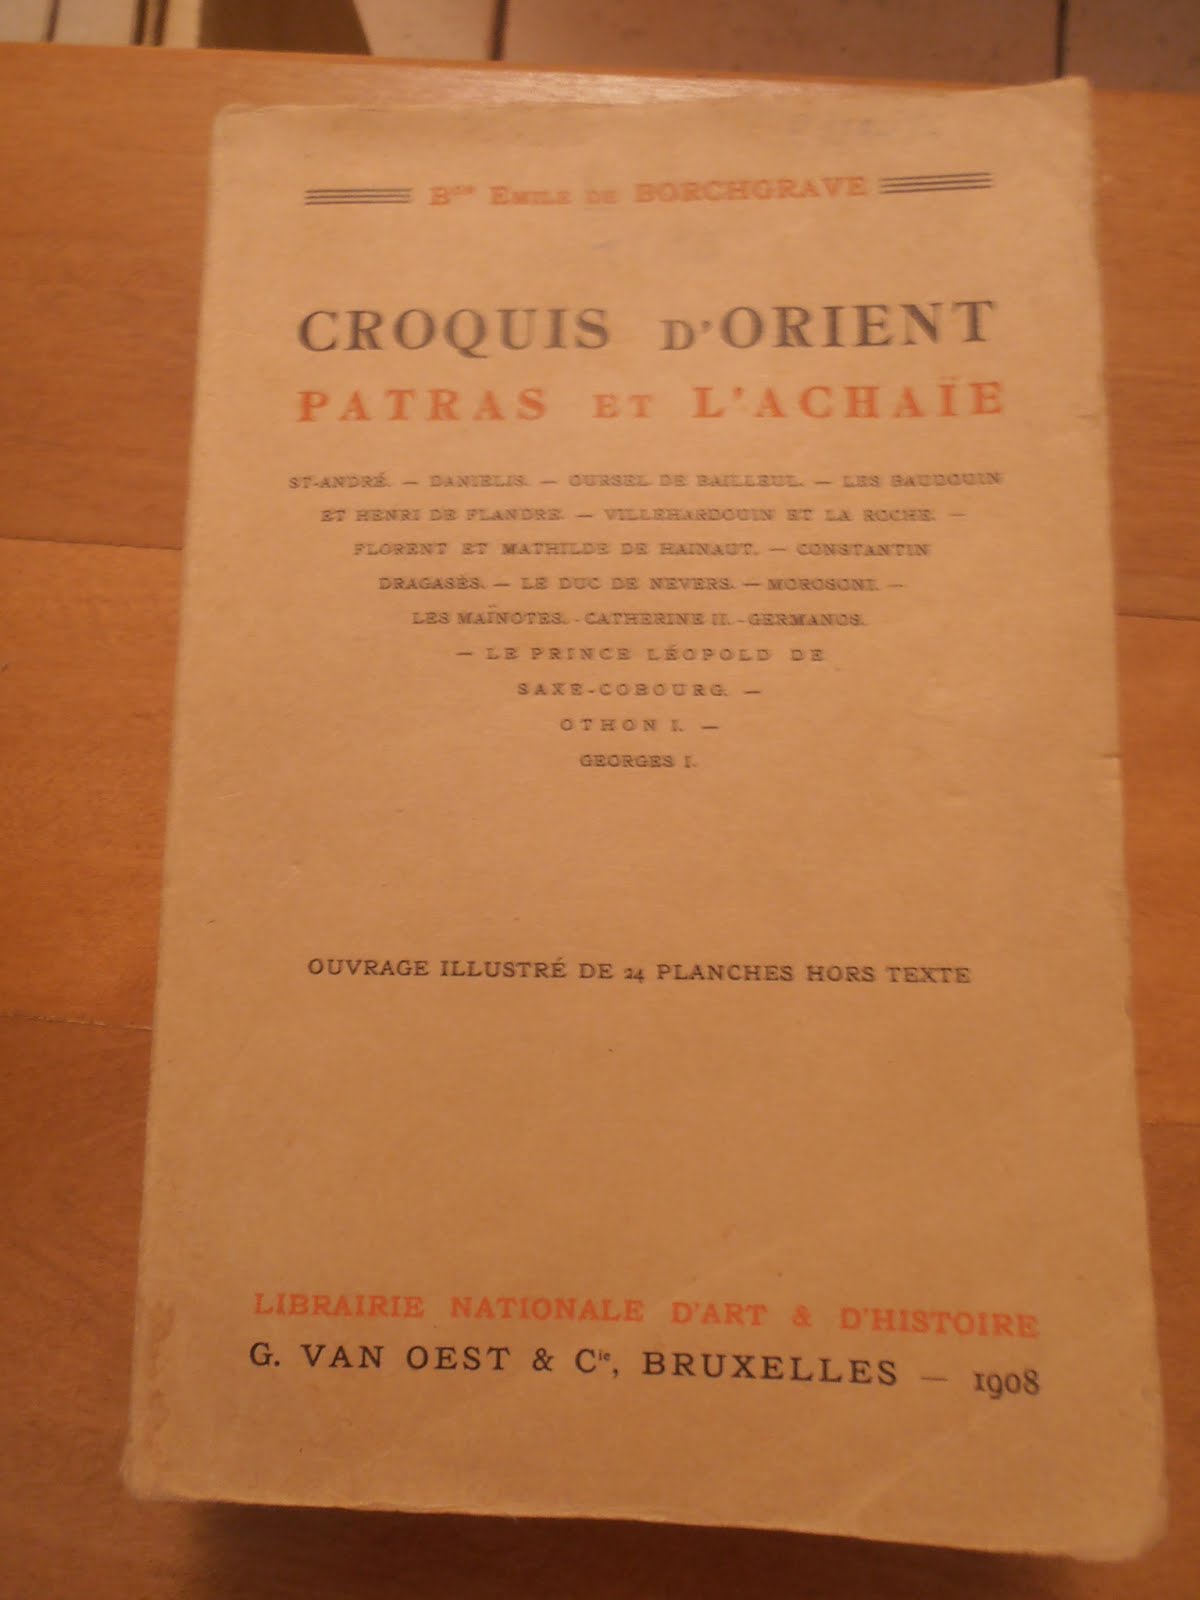 Bon Emile de BORCHGRAVE
CROQUIS D'ORIENT
PATRAS ET L'ACHAÏE
ST-ANDRÉ. — DANIELIS. — OURSEL DE BAILLEUL. — LES BAUDOUIN
ET HENRI DE FLANDRE. — VILLEHARDOUIN ET LA ROCHE. —
FLORENT ET MATHILDE DE HAINAUT. — CONSTANTIN
DRAGASÈS. — LE DUC DE NEVERS. — MOROSONI. —
LES MAÏNOTES. - CATHERINE II. - GERMANOS.
— LE PRINCE LÉOPOLD DE
SAXE-COBOURG. —
OTHON I. —
GEORGES I.
OUVRAGE ILLUSTRÉ DE 24 PLANCHES HORS TEXTE
LIBRAIRIE NATIONALE D'ART & D'HISTOIRE
G. VAN OEST & Cie, BRUXELLES — 1908